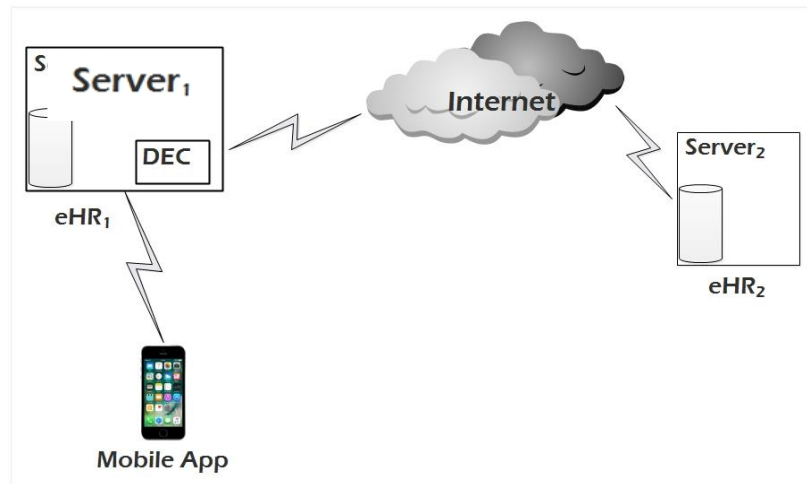 S
Server₁
Internet
DEC
Server₂
eHR₁
eHR₂
Mobile App